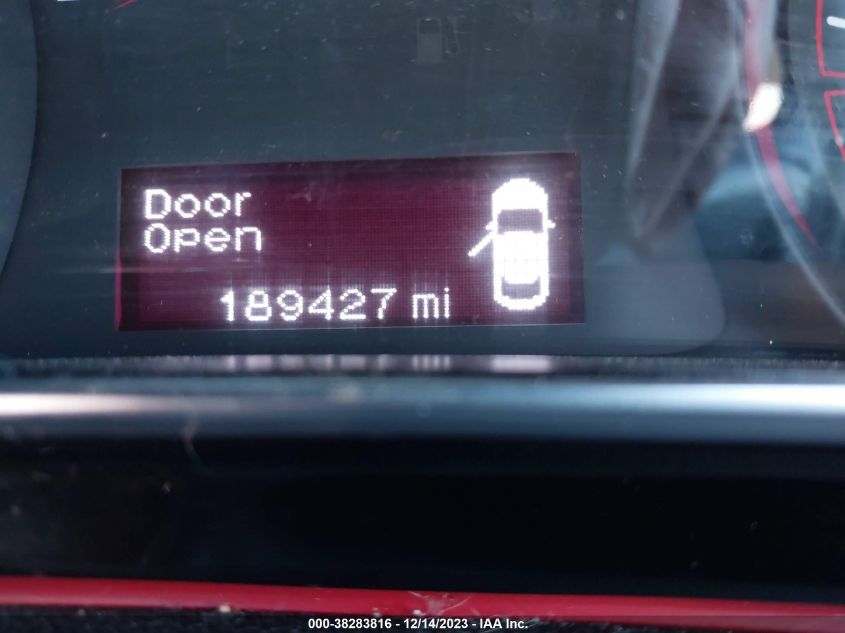 Door
Open
189427 mi
000-38283816 - 12/14/2023 - IAA Inc.